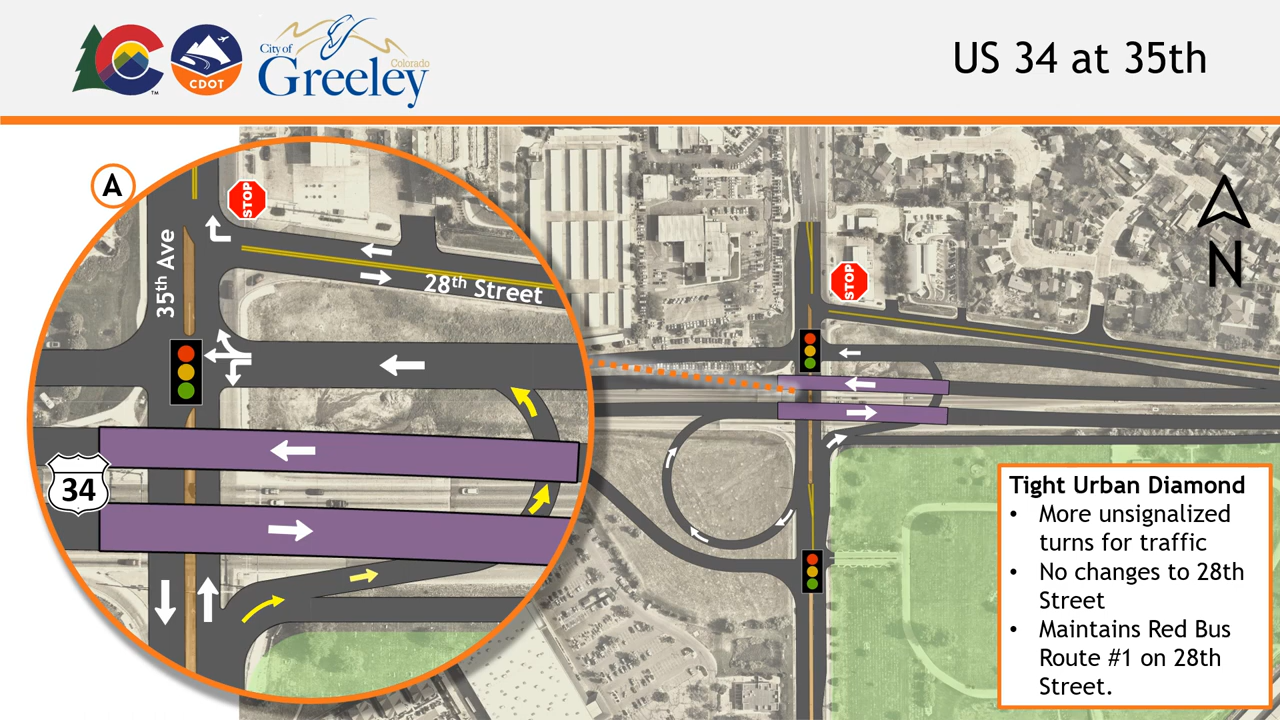 CDOT
TM
City of
Greeley
Colorado
US 34 at 35th
A
STOP
35th Ave
28th Street
34
STOP
N
Tight Urban Diamond
• More unsignalized
turns for traffic
• No changes to 28th
Street
• Maintains Red Bus
Route #1 on 28th
Street.